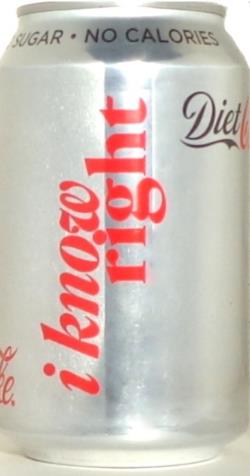 SUGAR • NO CALORIES
Diet
i know
right